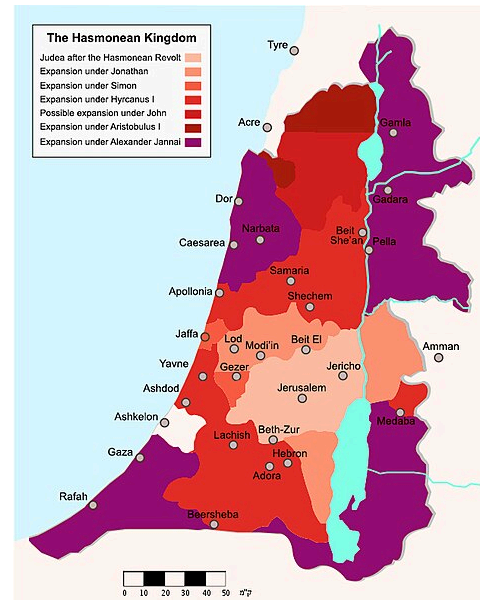 The Hasmonean Kingdom
Judea after the Hasmonean Revolt
Expansion under Jonathan
Expansion under Simon
Expansion under Hyrcanus I
Possible expansion under John
Expansion under Aristobulus I
Expansion under Alexander Jannai
Tyre
Acre
Gamla
Dor
Gadara
Narbata
Beit
She'an
Pella
Caesarea
Samaria
Apollonia
Shechem
Jaffa
Lod
Modi'in
Beit El
Amman
Yavne
Gezer
Jericho
Ashdod
Jerusalem
Ashkelon
Medaba
Lachish
Beth-Zur
Gaza
Hebron
Adora
Rafah
Beersheba
0 10 20 30 40 50 ק"מ